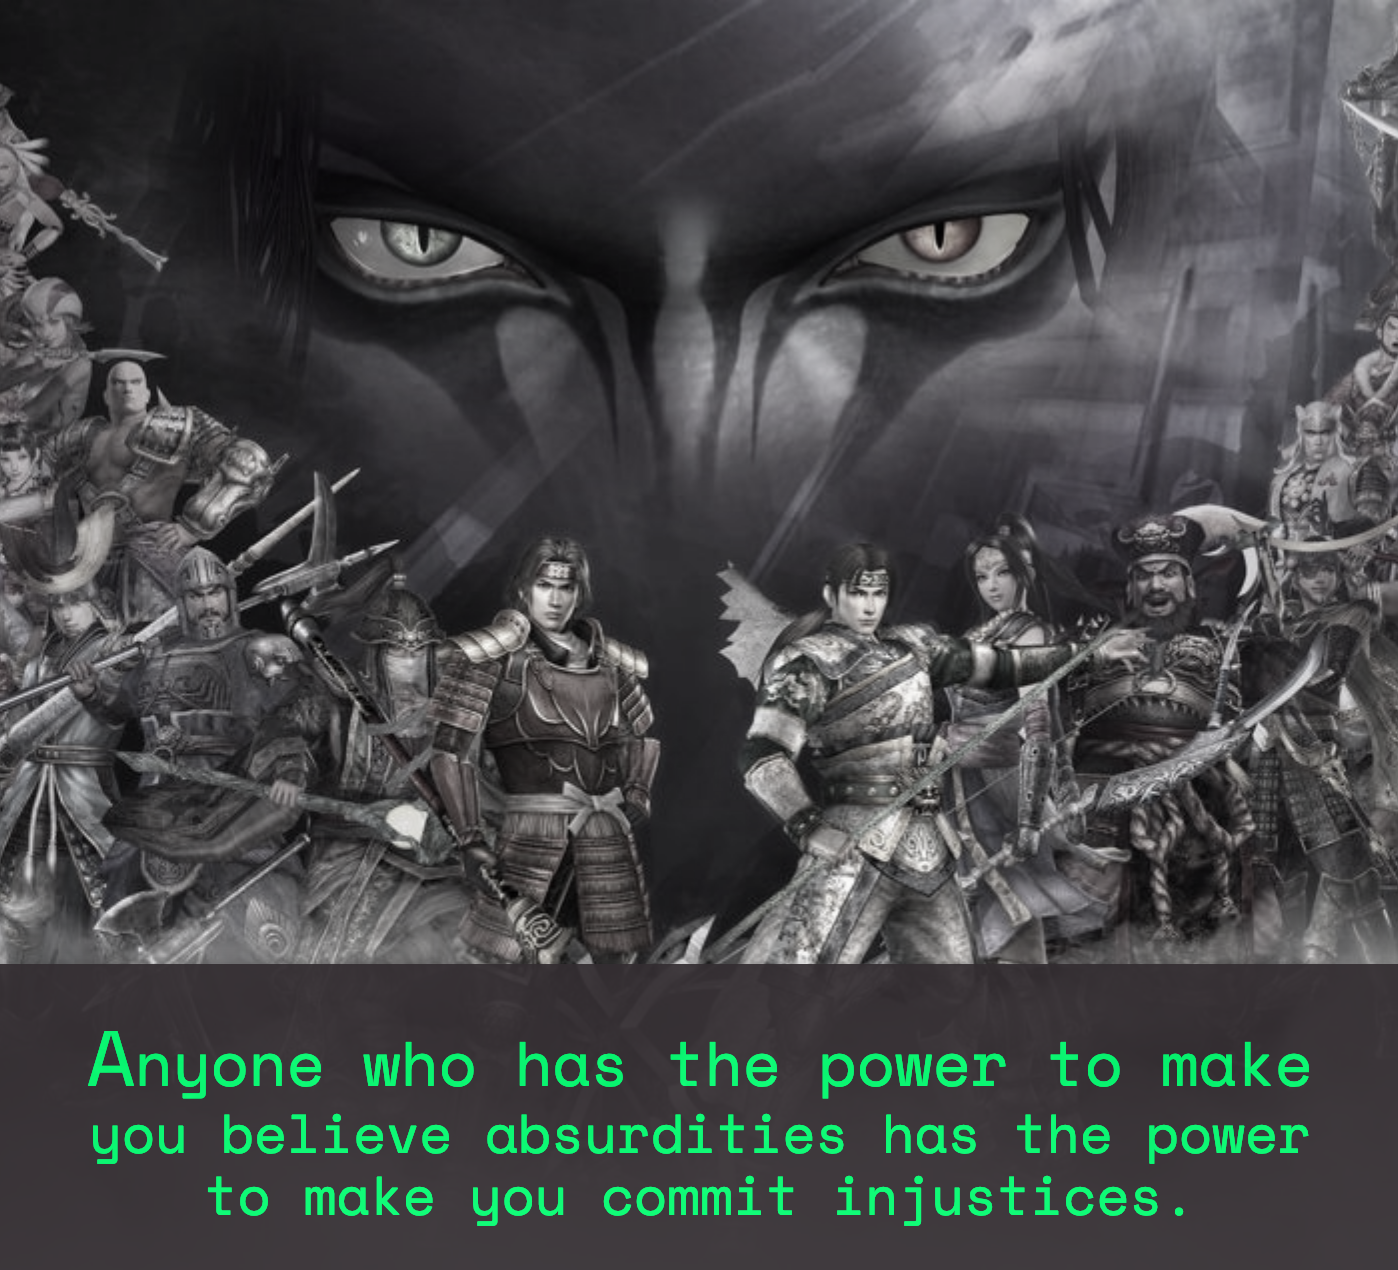 Anyone who has the power to make
you believe absurdities has the power
to make you commit injustices.